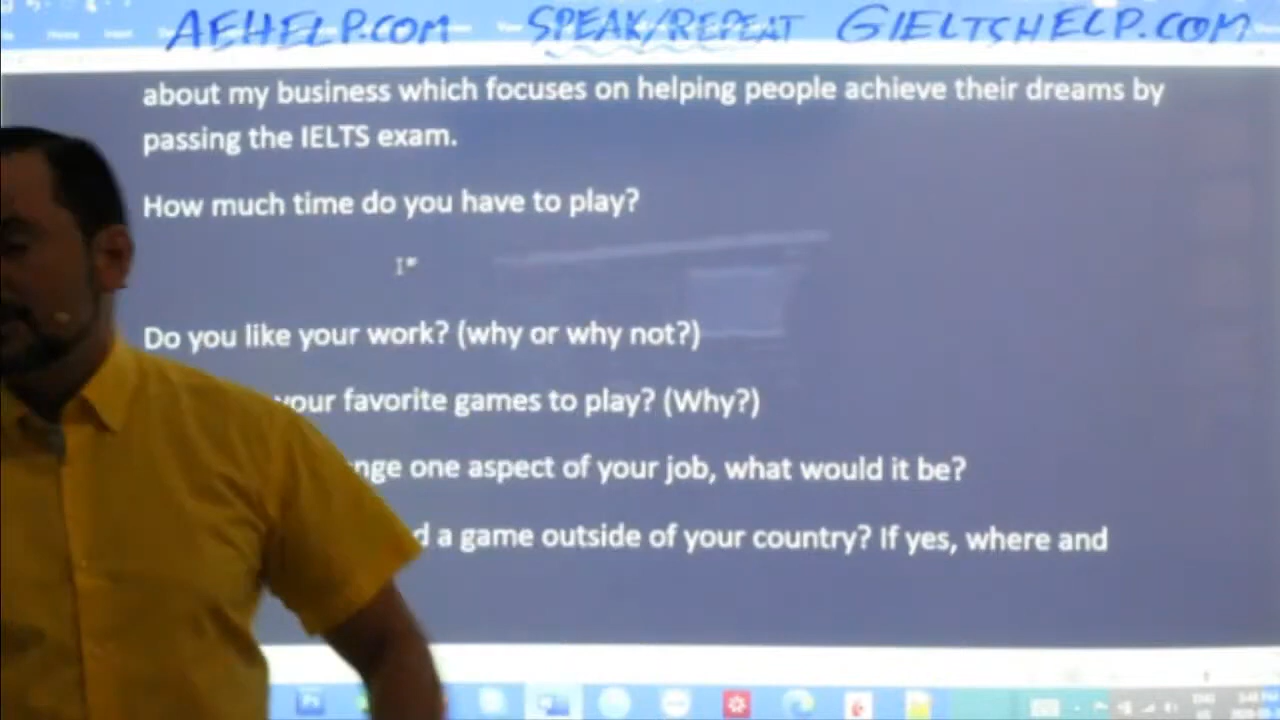 AEHELP.COM SPEAK/REPEAT GIELTSHELP.COM
Home Insert
about my business which focuses on helping people achieve their dreams by
passing the IELTS exam.
How much time do you have to play?
Do you like your work? (why or why not?)
your favorite games to play? (Why?)
one aspect of your job, what would it be?
a game outside of your country? If yes, where and